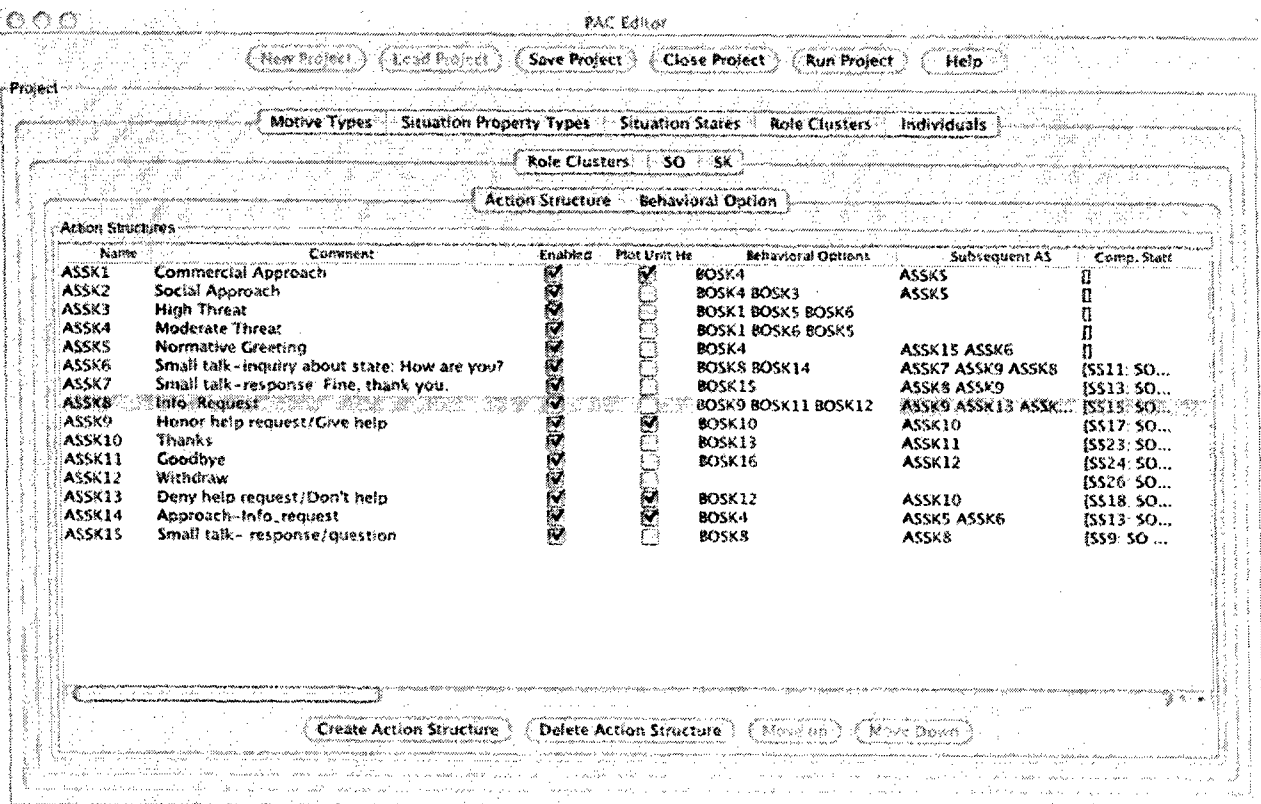 PAC Editor
New Project Load Project Save Project Close Project Run Project Help
Project
Motive Types Situation Property Types Situation States Role Clusters Individuals
Role Clusters SO SK
Action Structure Behavioral Option
Action Structures
Name Comment Enabled Plot Unit He Behavioral Options Subsequent AS Comp. Statt
ASSK1 Commercial Approach BOSK4 ASSK5 []
ASSK2 Social Approach BOSK4 BOSK3 ASSK5 []
ASSK3 High Threat BOSK1 BOSK5 BOSK6 []
ASSK4 Moderate Threat BOSK1 BOSK6 BOSK5 []
ASSK5 Normative Greeting BOSK4 ASSK15 ASSK6 []
ASSK6 Small talk-inquiry about state: How are you? BOSK8 BOSK14 ASSK7 ASSK9 ASSK8 [SS11: SO...
ASSK7 Small talk-response: Fine, thank you. BOSK15 ASSK8 ASSK9 [SS13: SO...
ASSK8 Info-Request BOSK9 BOSK11 BOSK12 ASSK9 ASSK13 ASSK... [SS15: SO...
ASSK9 Honor help request/Give help BOSK10 ASSK10 [SS17: SO...
ASSK10 Thanks BOSK13 ASSK11 [SS23: SO...
ASSK11 Goodbye BOSK16 ASSK12 [SS24: SO...
ASSK12 Withdraw [SS26: SO...
ASSK13 Deny help request/Don't help BOSK12 ASSK10 [SS18: SO...
ASSK14 Approach-Info_request BOSK4 ASSK5 ASSK6 [SS13: SO...
ASSK15 Small talk- response/question BOSK8 ASSK8 [SS9: SO ...
Create Action Structure Delete Action Structure Move up Move Down